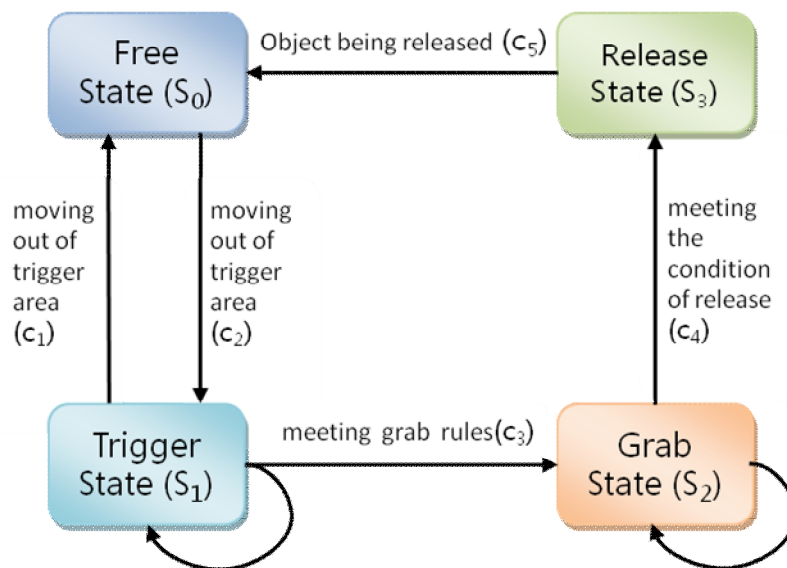 Free
State (S₀)
Object being released (c₅)
Release
State (S₃)
moving
out of
trigger
area
(c₁)
moving
out of
trigger
area
(c₂)
meeting
the
condition
of release
(c₄)
Trigger
State (S₁)
meeting grab rules(c₃)
Grab
State (S₂)